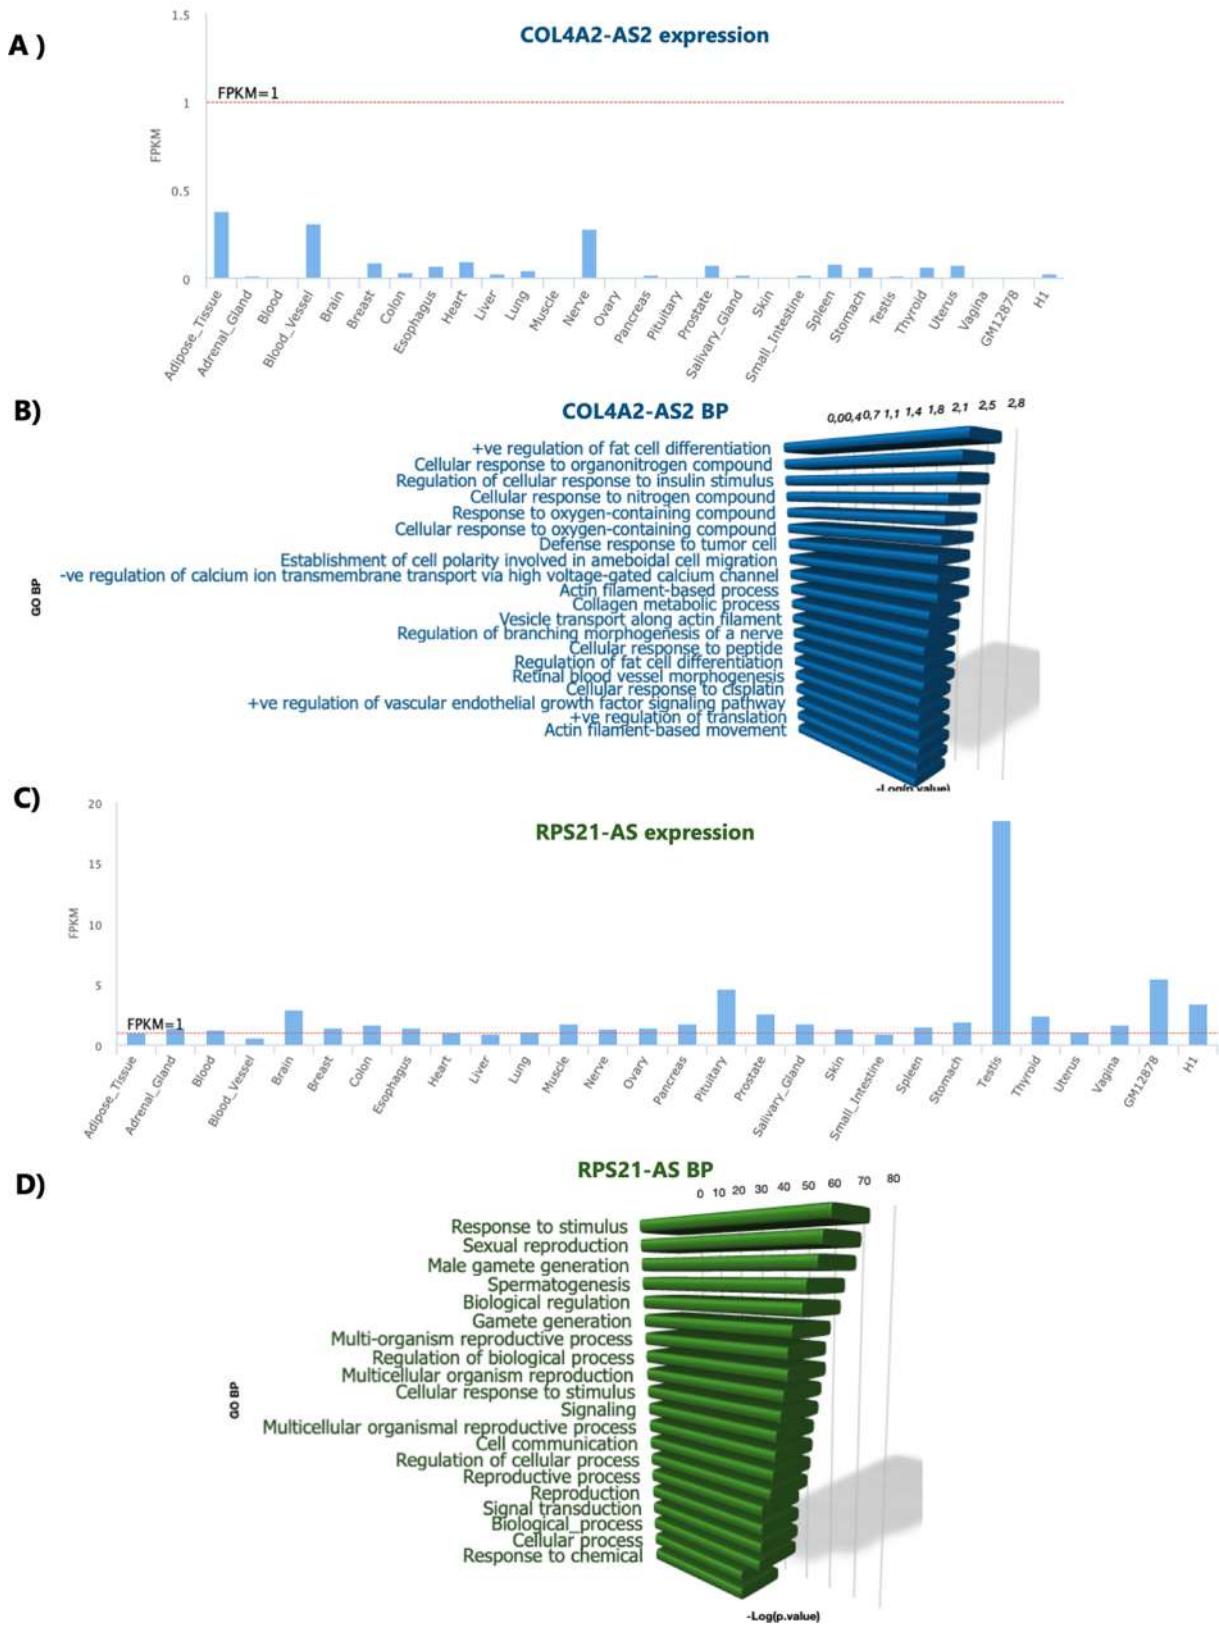 A )
COL4A2-AS2 expression
1.5
FPKM=1
1
FPKM
0.5
0
Adipose_Tissue
Adrenal_Gland
Blood
Blood_Vessel
Brain
Breast
Colon
Esophagus
Heart
Liver
Lung
Muscle
Nerve
Ovary
Pancreas
Pituitary
Prostate
Salivary_Gland
Skin
Small_Intestine
Spleen
Stomach
Testis
Thyroid
Uterus
Vagina
GM12878
H1
B)
COL4A2-AS2 BP
0,00,40,7 1,1 1,4 1,8 2,1 2,5 2,8
+ve regulation of fat cell differentiation
Cellular response to organonitrogen compound
Regulation of cellular response to insulin stimulus
Cellular response to nitrogen compound
Response to oxygen-containing compound
Cellular response to oxygen-containing compound
Defense response to tumor cell
Establishment of cell polarity involved in ameboidal cell migration
-ve regulation of calcium ion transmembrane transport via high voltage-gated calcium channel
Actin filament-based process
Collagen metabolic process
Vesicle transport along actin filament
Regulation of branching morphogenesis of a nerve
Cellular response to peptide
Regulation of fat cell differentiation
Retinal blood vessel morphogenesis
Cellular response to cisplatin
+ve regulation of vascular endothelial growth factor signaling pathway
+ve regulation of translation
Actin filament-based movement
GO BP
-Log(p.value)
C)
RPS21-AS expression
20
15
10
5
0
FPKM
FPKM=1
Adipose_Tissue
Adrenal_Gland
Blood
Blood_Vessel
Brain
Breast
Colon
Esophagus
Heart
Liver
Lung
Muscle
Nerve
Ovary
Pancreas
Pituitary
Prostate
Salivary_Gland
Skin
Small_Intestine
Spleen
Stomach
Testis
Thyroid
Uterus
Vagina
GM12878
H1
D)
RPS21-AS BP
0 10 20 30 40 50 60 70 80
Response to stimulus
Sexual reproduction
Male gamete generation
Spermatogenesis
Biological regulation
Gamete generation
Multi-organism reproductive process
Regulation of biological process
Multicellular organism reproduction
Cellular response to stimulus
Signaling
Multicellular organismal reproductive process
Cell communication
Regulation of cellular process
Reproductive process
Reproduction
Signal transduction
Biological_process
Cellular process
Response to chemical
GO BP
-Log(p.value)